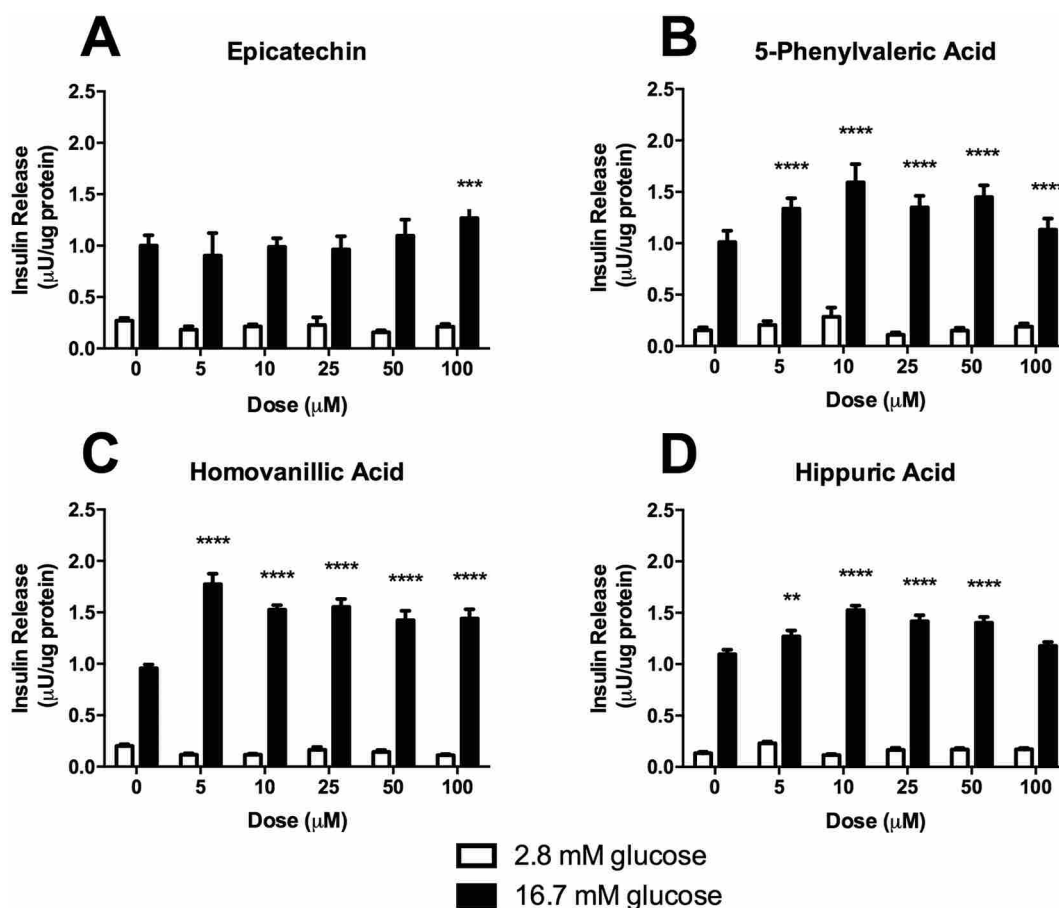 A
Epicatechin
Insulin Release
(μU/ug protein)
2.5
2.0
1.5
1.0
0.5
0.0
***
0 5 10 25 50 100
Dose (μM)
B
5-Phenylvaleric Acid
Insulin Release
(μU/ug protein)
2.5
2.0
1.5
1.0
0.5
0.0
**** **** **** **** ****
0 5 10 25 50 100
Dose (μM)
C
Homovanillic Acid
Insulin Release
(μU/ug protein)
2.5
2.0
1.5
1.0
0.5
0.0
**** **** **** **** ****
0 5 10 25 50 100
Dose (μM)
D
Hippuric Acid
Insulin Release
(μU/ug protein)
2.5
2.0
1.5
1.0
0.5
0.0
** **** **** ****
0 5 10 25 50 100
Dose (μM)
2.8 mM glucose
16.7 mM glucose